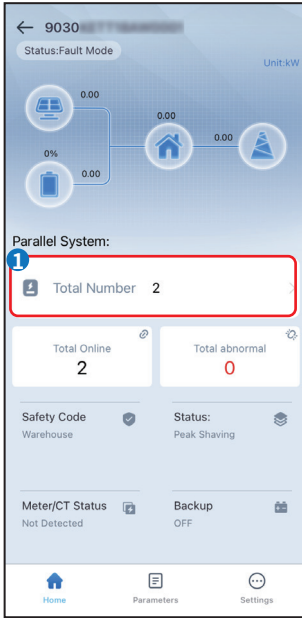 9030
Status:Fault Mode
Unit:kW
0.00
0.00
0%
0.00
0.00
Parallel System:
1
Total Number 2
Total Online
2
Total abnormal
0
Safety Code
Warehouse
Status:
Peak Shaving
Meter/CT Status
Not Detected
Backup
OFF
Home
Parameters
Settings